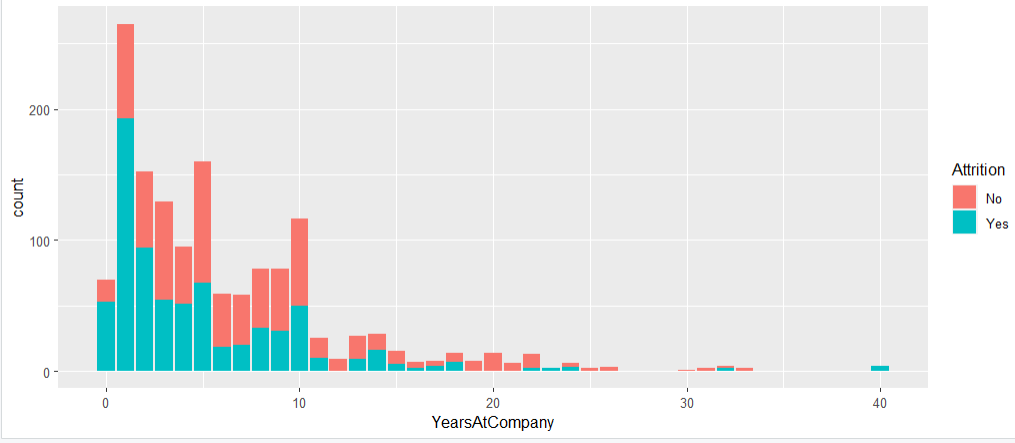 200
100
0
count
0 10 20 30 40
YearsAtCompany
Attrition
No
Yes